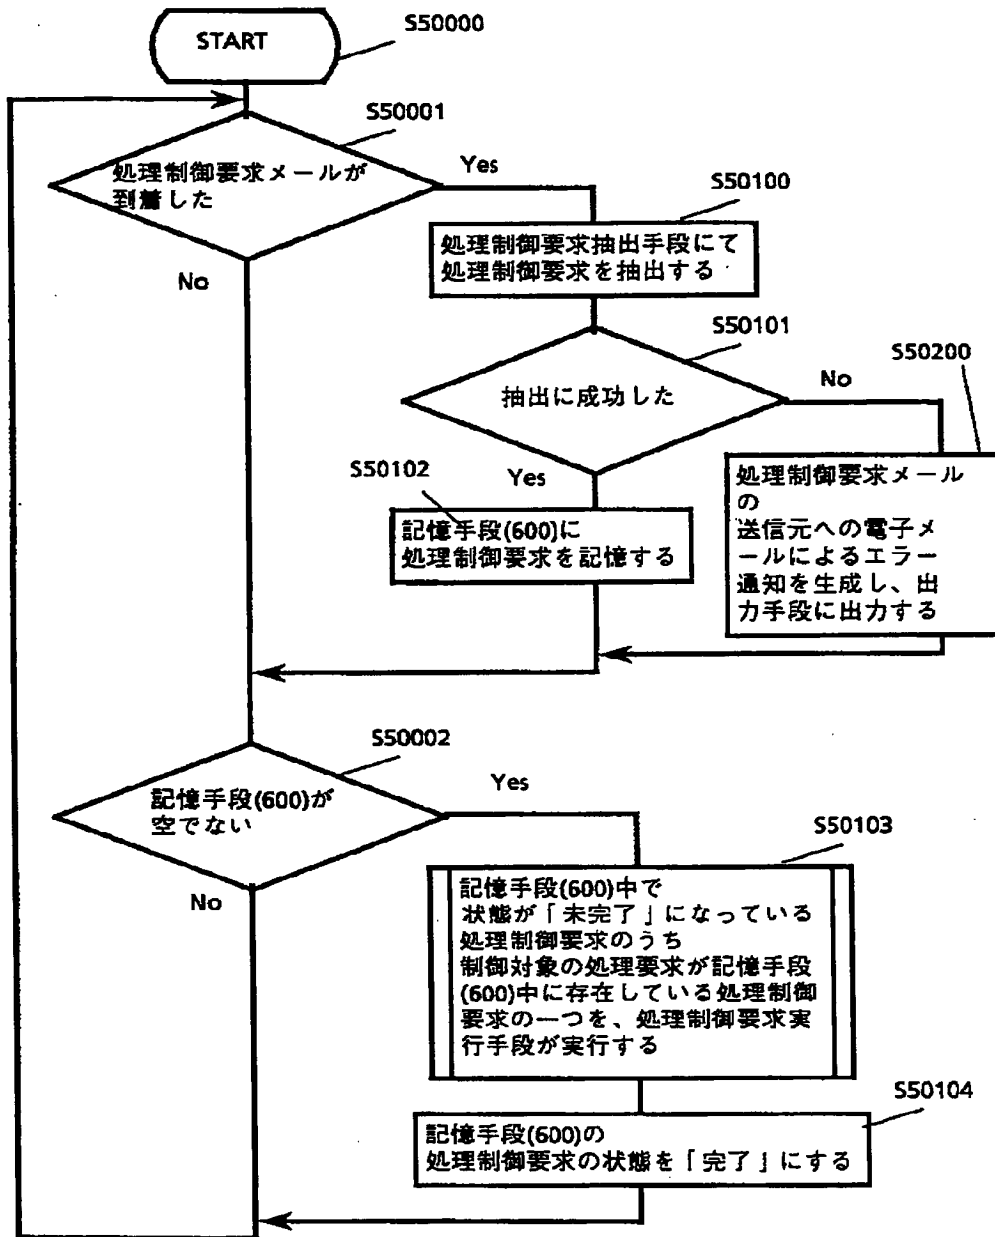 START
S50000
S50001
処理制御要求メールが
到着した
Yes
No
S50100
処理制御要求抽出手段にて
処理制御要求を抽出する
S50101
抽出に成功した
No
S50200
Yes
S50102
記憶手段(600)に
処理制御要求を記憶する
処理制御要求メール
の
送信元への電子メ
ールによるエラー
通知を生成し、出
力手段に出力する
S50002
記憶手段(600)が
空でない
Yes
No
S50103
記憶手段(600)中で
状態が「未完了」になっている
処理制御要求のうち
制御対象の処理要求が記憶手段
(600)中に存在している処理制御
要求の一つを、処理制御要求実
行手段が実行する
S50104
記憶手段(600)の
処理制御要求の状態を「完了」にする